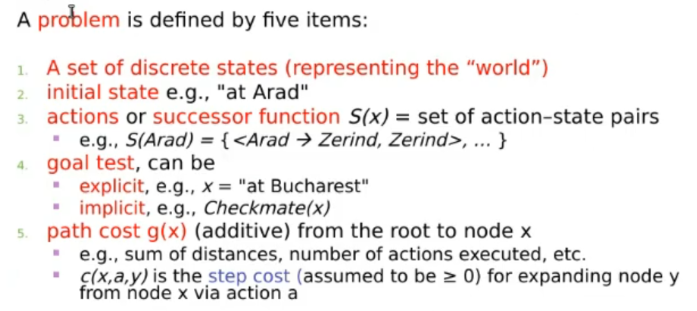 A problem is defined by five items:
1. A set of discrete states (representing the “world”)
2. initial state e.g., "at Arad"
3. actions or successor function S(x) = set of action–state pairs
▪ e.g., S(Arad) = {<Arad → Zerind, Zerind>, … }
4. goal test, can be
▪ explicit, e.g., x = "at Bucharest"
▪ implicit, e.g., Checkmate(x)
5. path cost g(x) (additive) from the root to node x
▪ e.g., sum of distances, number of actions executed, etc.
▪ c(x,a,y) is the step cost (assumed to be ≥ 0) for expanding node y
from node x via action a